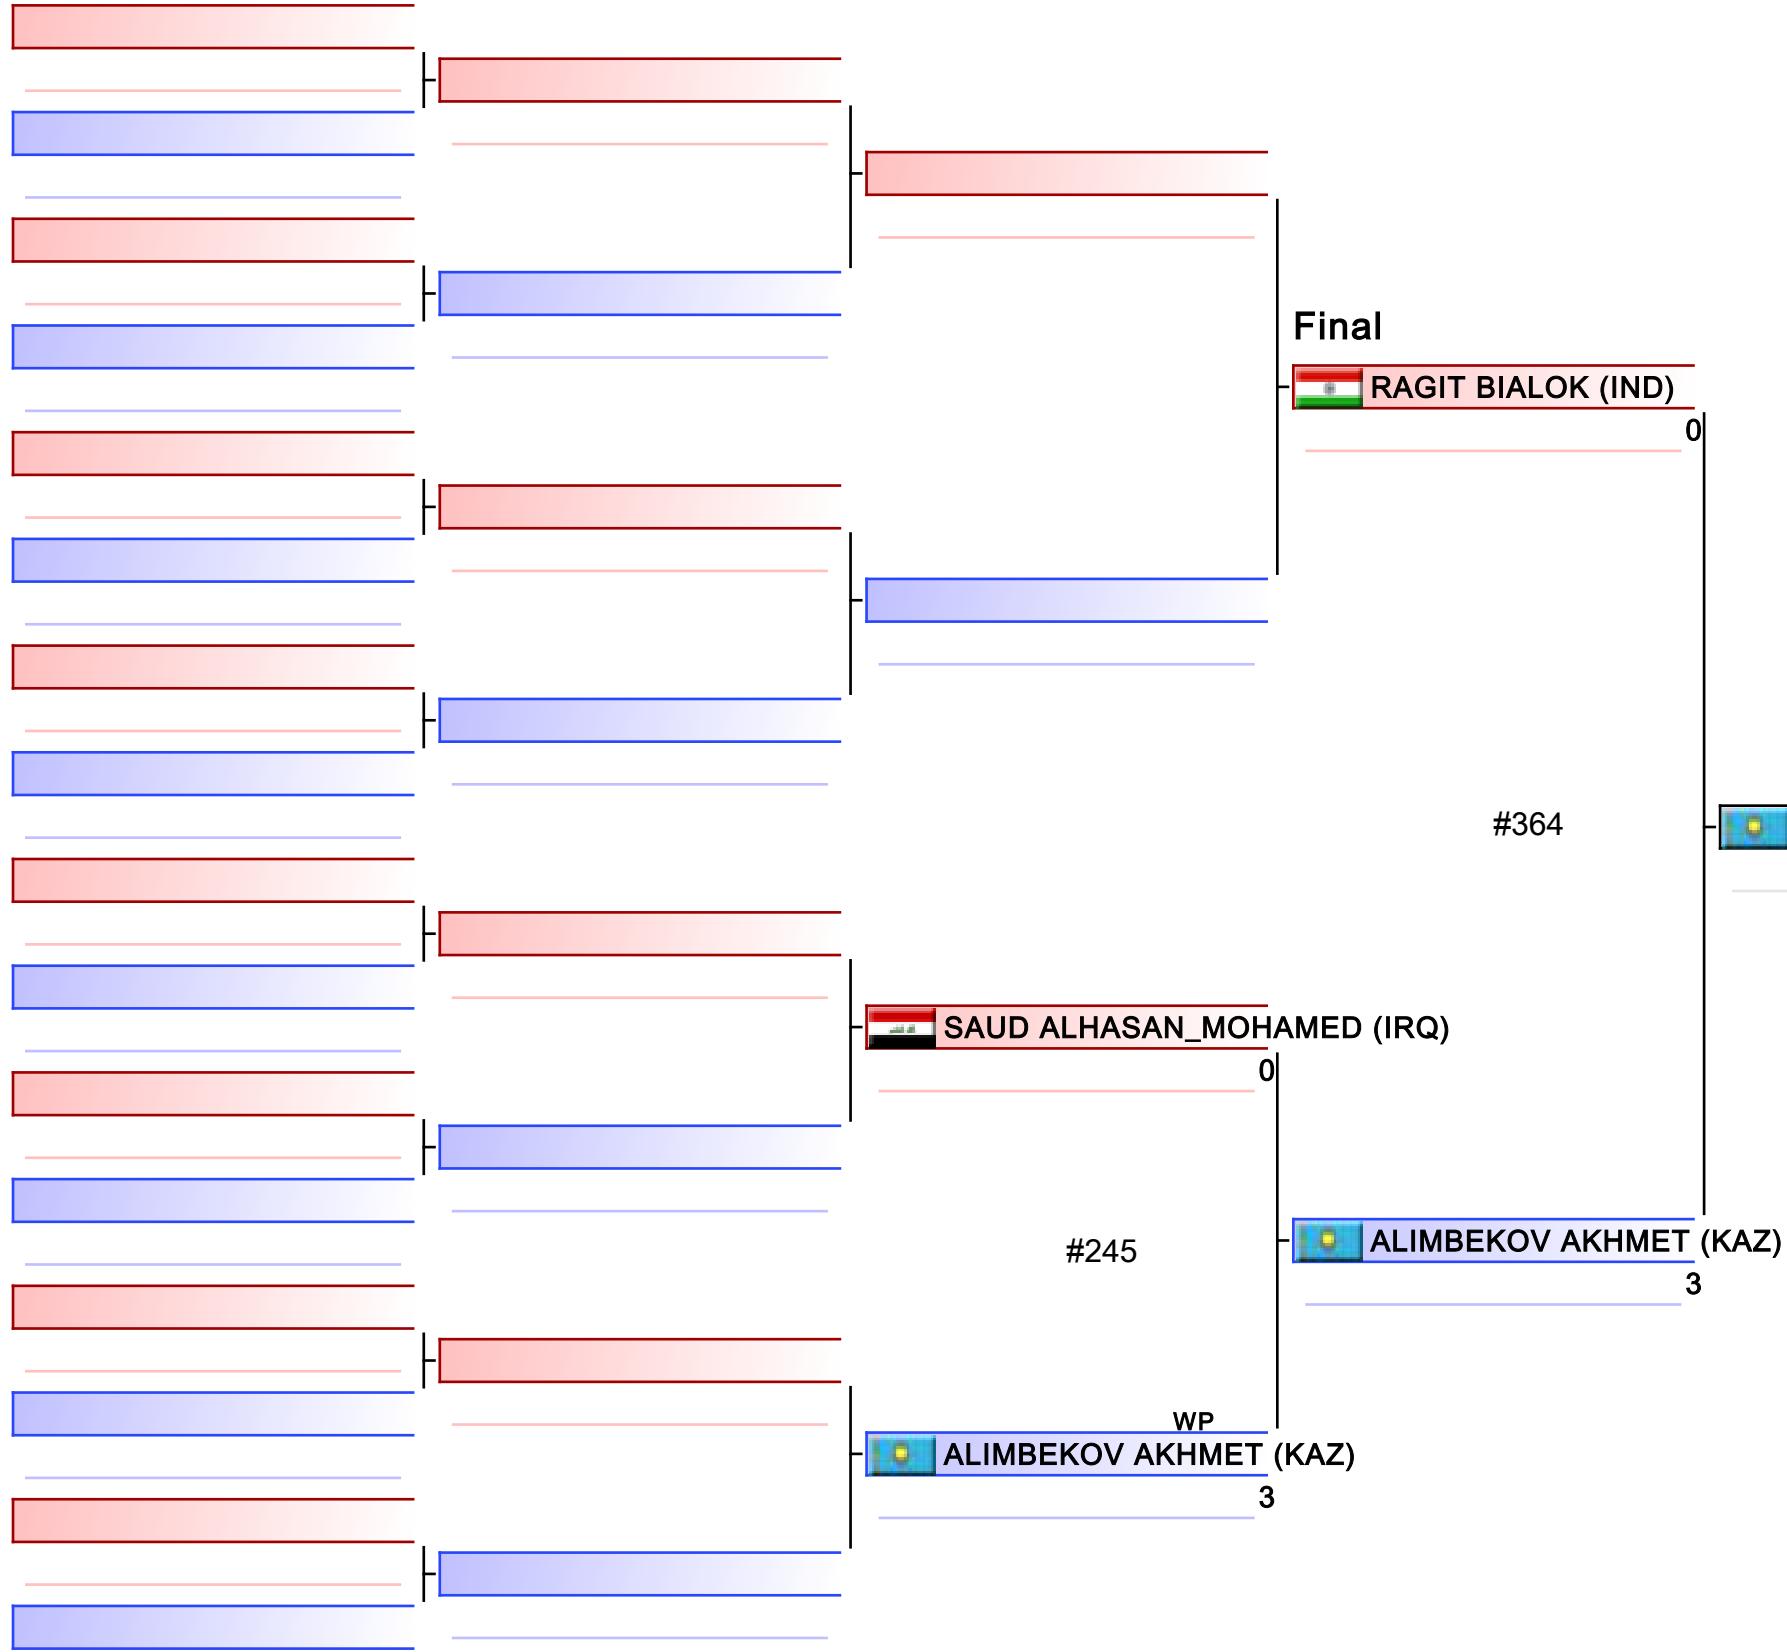 Final
RAGIT BIALOK (IND)
0
#364
SAUD ALHASAN_MOHAMED (IRQ)
0
#245
ALIMBEKOV AKHMET (KAZ)
3
WP
ALIMBEKOV AKHMET (KAZ)
3